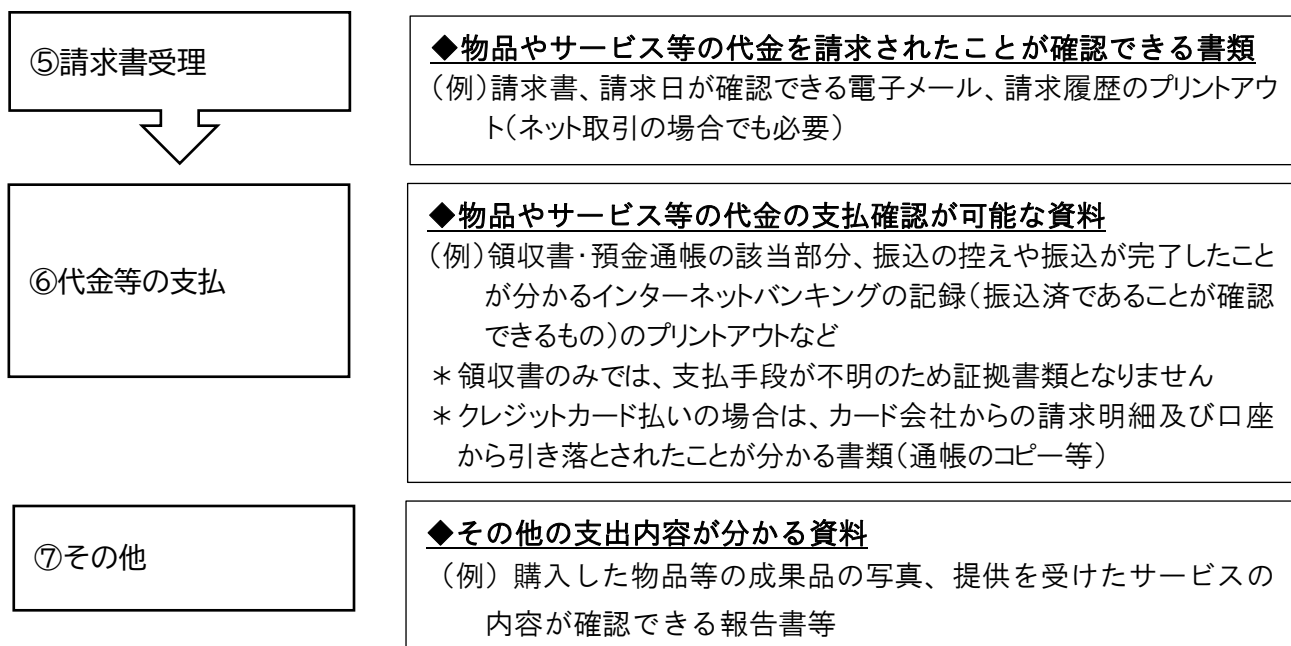 ⑤請求書受理
◆物品やサービス等の代金を請求されたことが確認できる書類
(例)請求書、請求日が確認できる電子メール、請求履歴のプリントアウ
ト(ネット取引の場合でも必要)
⑥代金等の支払
◆物品やサービス等の代金の支払確認が可能な資料
(例)領収書・預金通帳の該当部分、振込の控えや振込が完了したこと
が分かるインターネットバンキングの記録(振込済であることが確認
できるもの)のプリントアウトなど
＊領収書のみでは、支払手段が不明のため証拠書類となりません
＊クレジットカード払いの場合は、カード会社からの請求明細及び口座
から引き落とされたことが分かる書類(通帳のコピー等)
⑦その他
◆その他の支出内容が分かる資料
(例) 購入した物品等の成果品の写真、提供を受けたサービスの
内容が確認できる報告書等